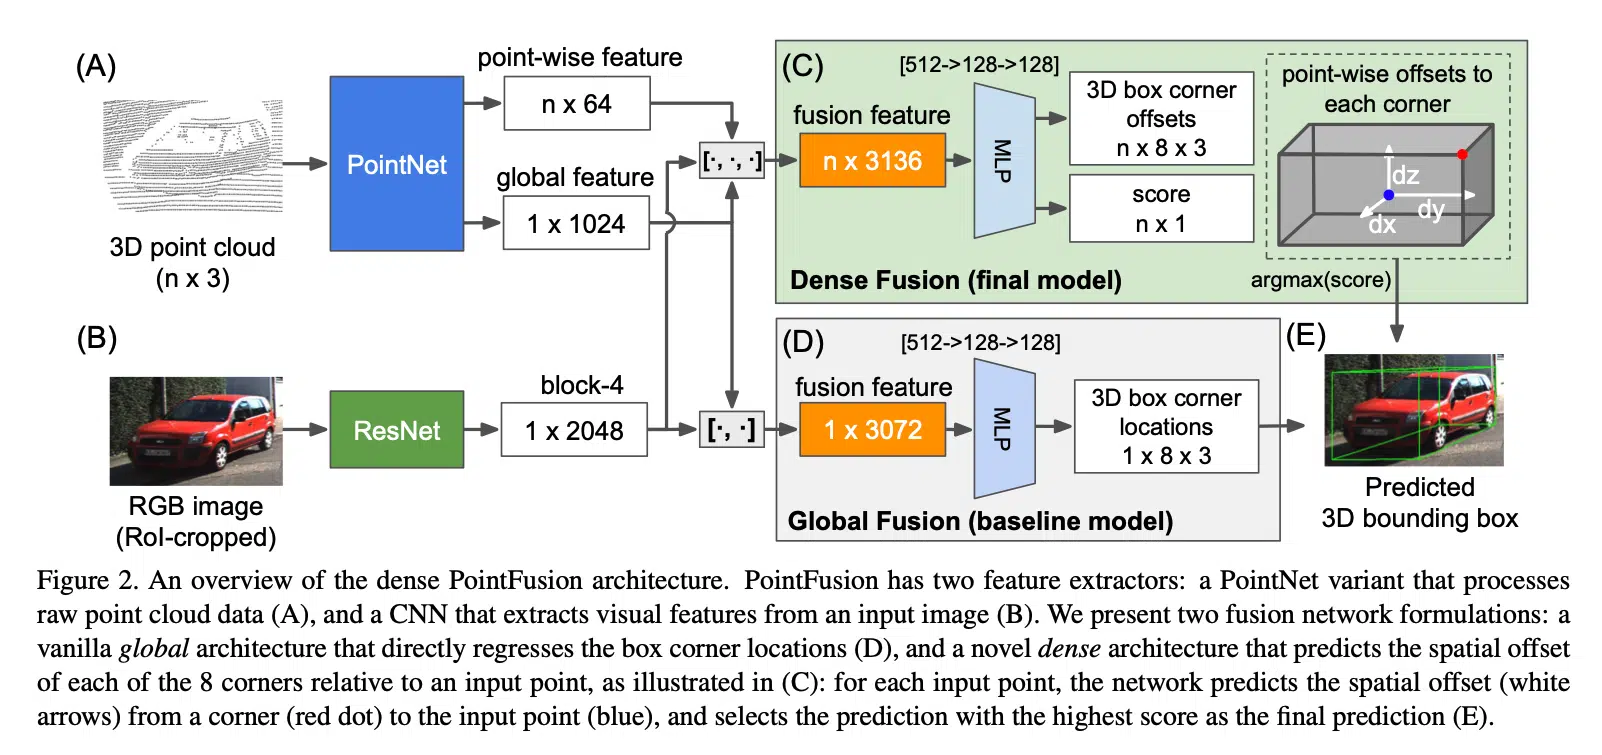 (A)
3D point cloud
(n x 3)
PointNet
point-wise feature
n x 64
global feature
1 x 1024
(B)
RGB image
(RoI-cropped)
ResNet
block-4
1 x 2048
[·, ·, ·]
[·, ·]
(C)
[512->128->128]
fusion feature
n x 3136
MLP
3D box corner
offsets
n x 8 x 3
score
n x 1
point-wise offsets to
each corner
dz
dy
dx
Dense Fusion (final model)
argmax(score)
(D)
[512->128->128]
fusion feature
1 x 3072
MLP
3D box corner
locations
1 x 8 x 3
Global Fusion (baseline model)
(E)
Predicted
3D bounding box
Figure 2. An overview of the dense PointFusion architecture. PointFusion has two feature extractors: a PointNet variant that processes
raw point cloud data (A), and a CNN that extracts visual features from an input image (B). We present two fusion network formulations: a
vanilla global architecture that directly regresses the box corner locations (D), and a novel dense architecture that predicts the spatial offset
of each of the 8 corners relative to an input point, as illustrated in (C): for each input point, the network predicts the spatial offset (white
arrows) from a corner (red dot) to the input point (blue), and selects the prediction with the highest score as the final prediction (E).